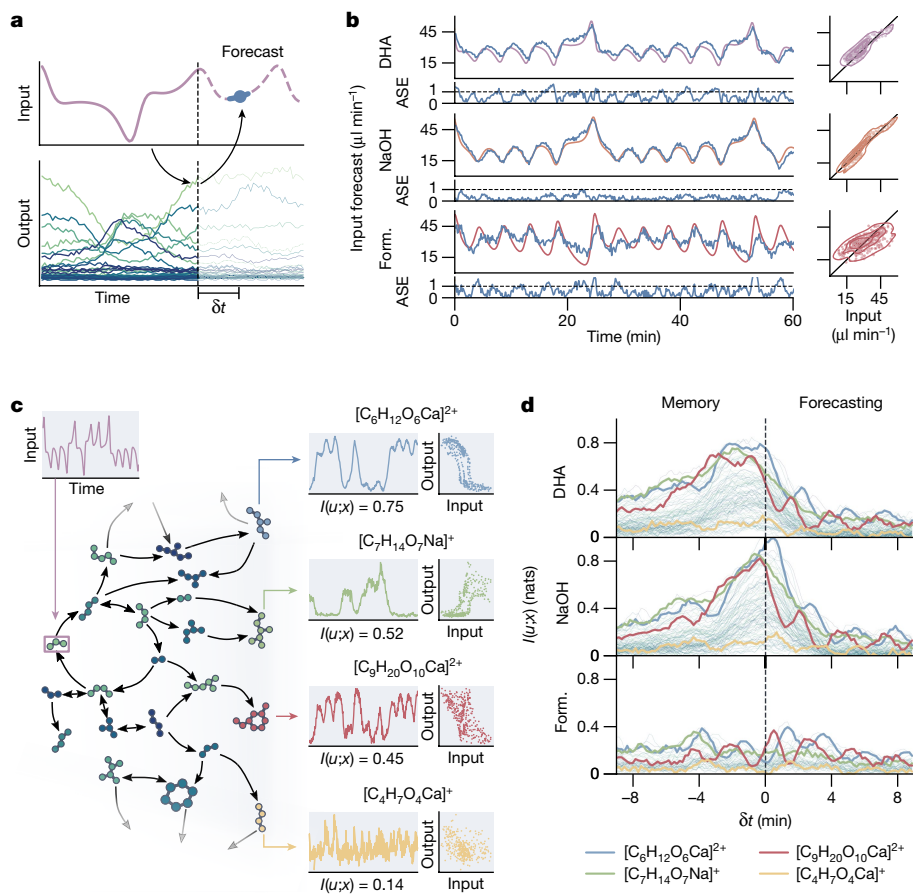 a
Forecast
Input
Output
Time
δt
b
Input forecast (μl min⁻¹)
DHA
45
15
ASE
1
0
NaOH
45
15
ASE
1
0
Form.
45
15
ASE
1
0
0 20 40 60
Time (min)
15 45
Input
(μl min⁻¹)
c
Input
Time
[C₆H₁₂O₆Ca]²⁺
Output
Output
Input
I(u;x) = 0.75
[C₇H₁₄O₇Na]⁺
Output
Input
I(u;x) = 0.52
[C₉H₂₀O₁₀Ca]²⁺
Output
Input
I(u;x) = 0.45
[C₄H₇O₄Ca]⁺
Output
Input
I(u;x) = 0.14
d
Memory Forecasting
I(u;x) (nats)
DHA
0.8
0.4
0
NaOH
0.8
0.4
0
Form.
0.8
0.4
0
−8 −4 0 4 8
δt (min)
[C₆H₁₂O₆Ca]²⁺ [C₉H₂₀O₁₀Ca]²⁺
[C₇H₁₄O₇Na]⁺ [C₄H₇O₄Ca]⁺